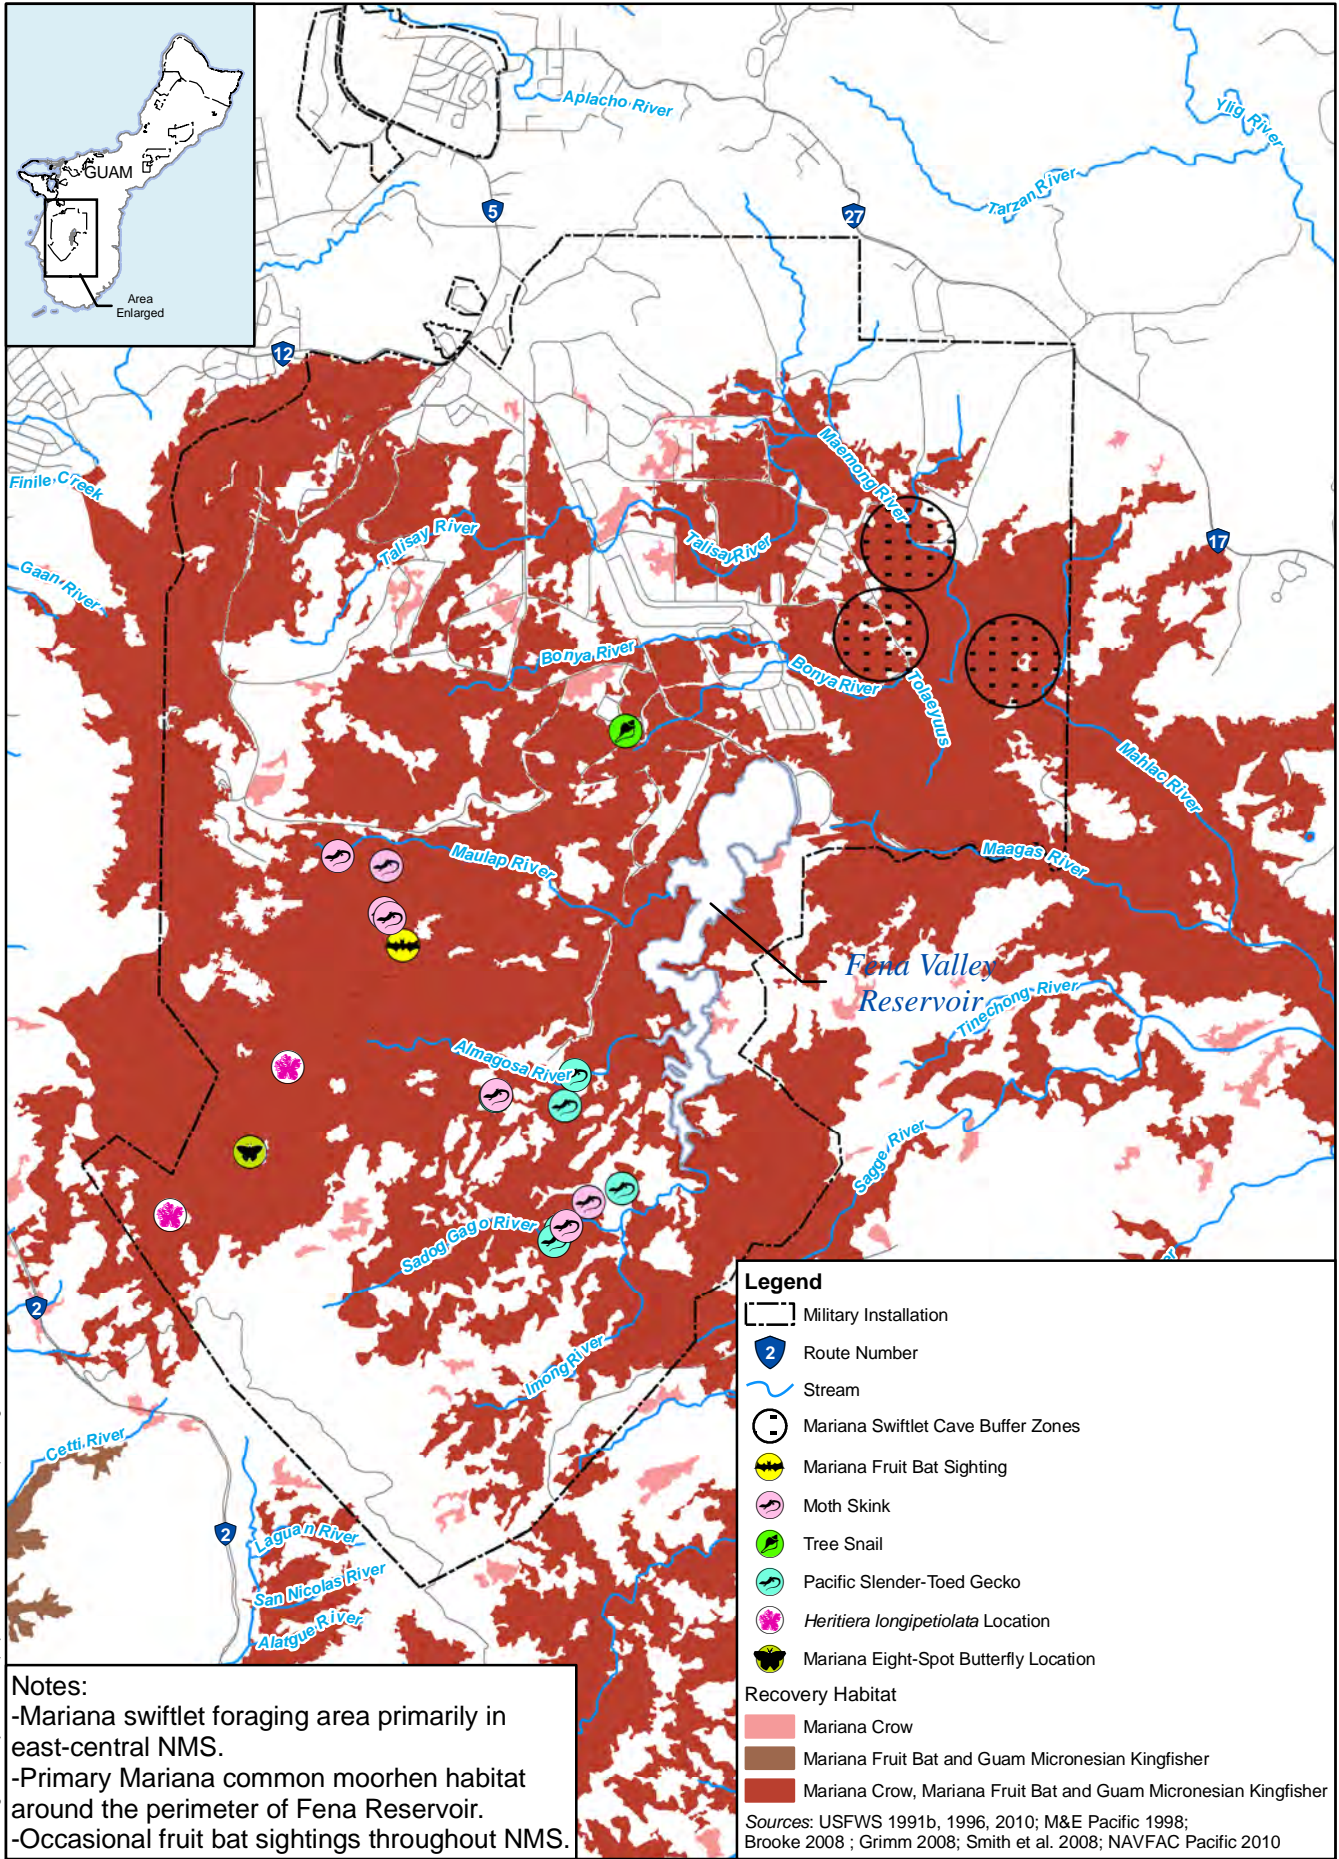 GUAM
Area
Enlarged
Aplacho River
Ylig River
Tarzan River
5
27
12
Finile Creek
Maemong River
Talisay River
Talisay River
17
Gaan River
Bonya River
Bonya River
Tolaeyuus
Mahlac River
Maulap River
Maagas River
Fena Valley
Reservoir
Tinechong River
Almagosa River
Sagge River
Sadog Gago River
2
Imong River
Cetti River
2
Laguan River
San Nicolas River
Alatgue River
Notes:
-Mariana swiftlet foraging area primarily in
east-central NMS.
-Primary Mariana common moorhen habitat
around the perimeter of Fena Reservoir.
-Occasional fruit bat sightings throughout NMS.
Legend
Military Installation
2 Route Number
Stream
Mariana Swiftlet Cave Buffer Zones
Mariana Fruit Bat Sighting
Moth Skink
Tree Snail
Pacific Slender-Toed Gecko
Heritiera longipetiolata Location
Mariana Eight-Spot Butterfly Location
Recovery Habitat
Mariana Crow
Mariana Fruit Bat and Guam Micronesian Kingfisher
Mariana Crow, Mariana Fruit Bat and Guam Micronesian Kingfisher
Sources: USFWS 1991b, 1996, 2010; M&E Pacific 1998;
Brooke 2008 ; Grimm 2008; Smith et al. 2008; NAVFAC Pacific 2010